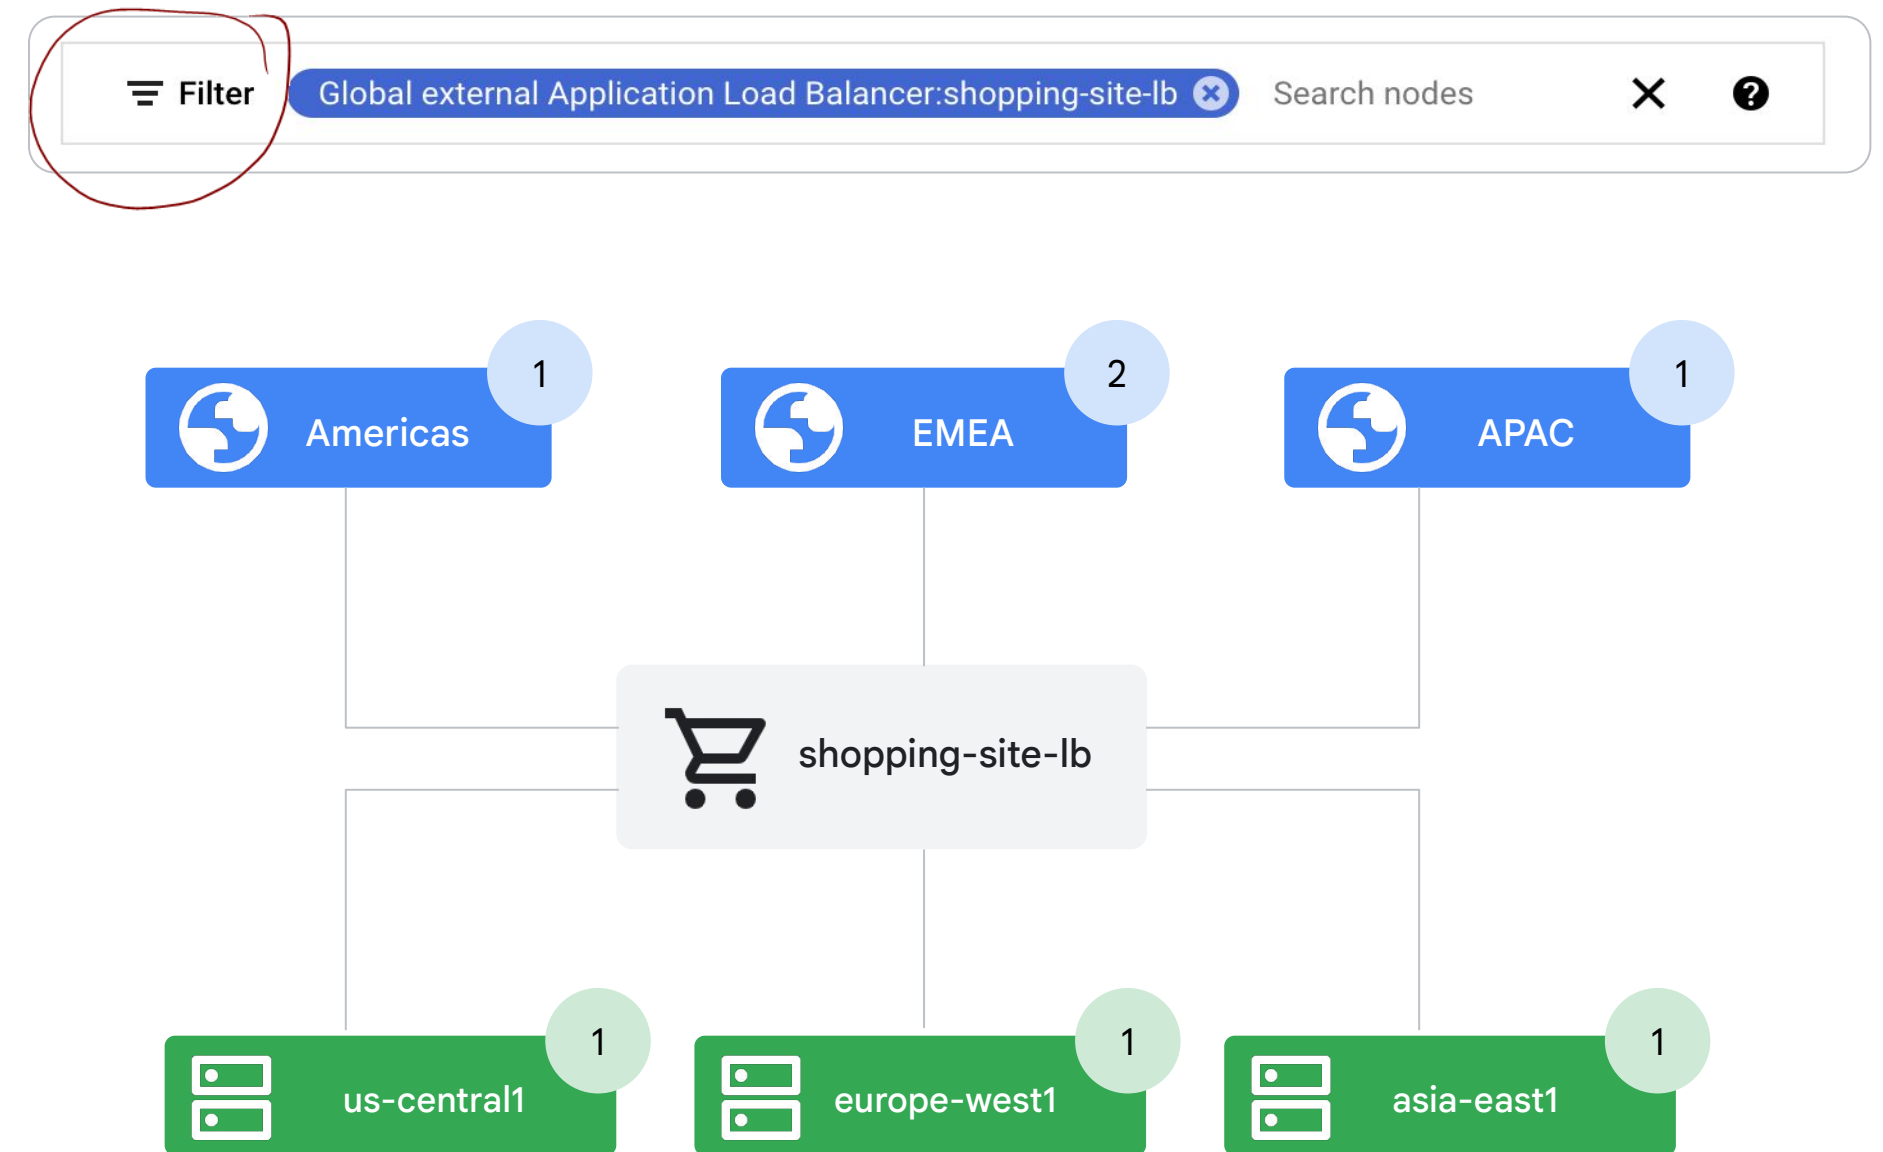 Filter Global external Application Load Balancer:shopping-site-lb Search nodes
1 2 1
Americas EMEA APAC
shopping-site-lb
1 1 1
us-central1 europe-west1 asia-east1